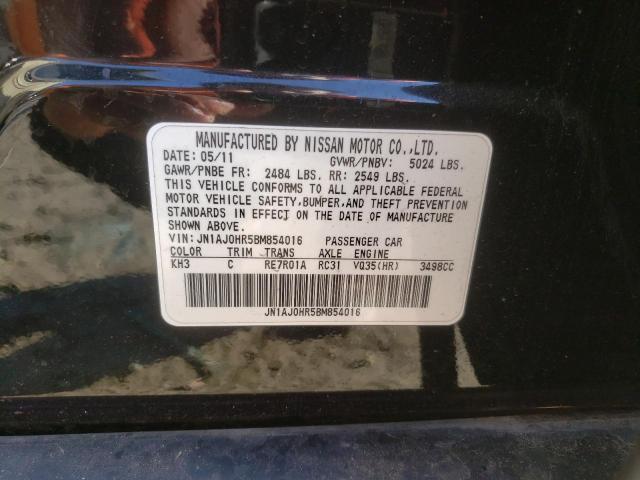 MANUFACTURED BY NISSAN MOTOR CO.,LTD.
DATE: 05/11 GVWR/PNBV: 5024 LBS.
GAWR/PNBE FR: 2484 LBS. RR: 2549 LBS.
THIS VEHICLE CONFORMS TO ALL APPLICABLE FEDERAL
MOTOR VEHICLE SAFETY,BUMPER,AND THEFT PREVENTION
STANDARDS IN EFFECT ON THE DATE OF MANUFACTURE
SHOWN ABOVE.
VIN: JN1AJ0HR5BM854016 PASSENGER CAR
COLOR TRIM TRANS AXLE ENGINE
KH3 C RE7R01A RC31 VQ35(HR) 3498CC
JN1AJ0HR5BM854016